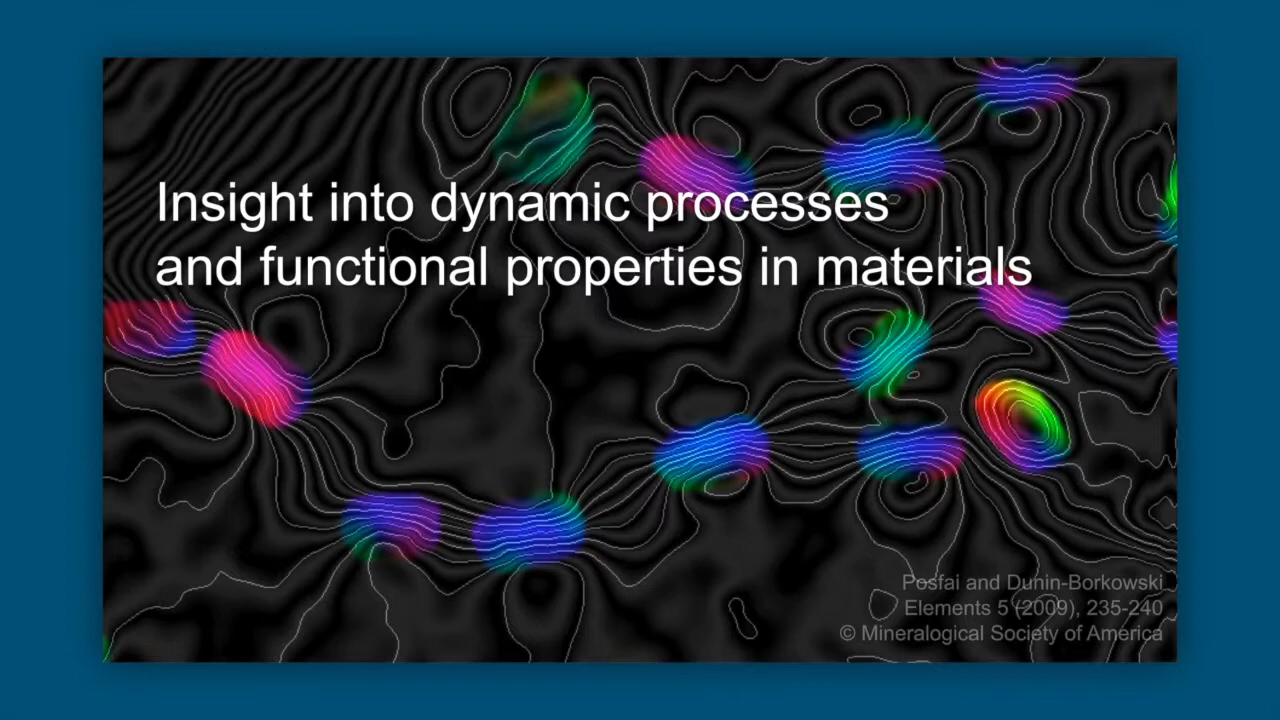 Insight into dynamic processes
and functional properties in materials
Posfai and Dunin-Borkowski
Elements 5 (2009), 235-240
© Mineralogical Society of America